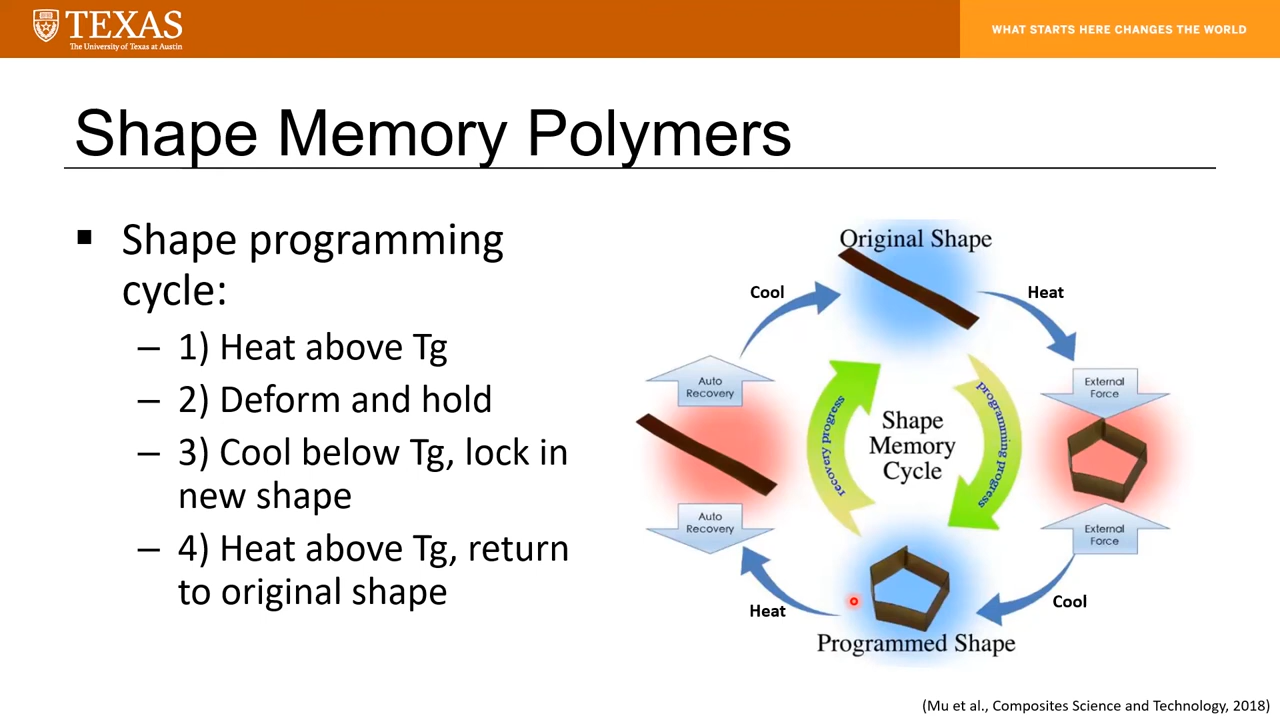 TEXAS
The University of Texas at Austin
WHAT STARTS HERE CHANGES THE WORLD
Shape Memory Polymers
▪ Shape programming
cycle:
– 1) Heat above Tg
– 2) Deform and hold
– 3) Cool below Tg, lock in
new shape
– 4) Heat above Tg, return
to original shape
Original Shape
Cool
Heat
Auto
Recovery
External
Force
recovery progress
Shape
Memory
Cycle
programming progress
Auto
Recovery
External
Force
Heat
Cool
Programmed Shape
(Mu et al., Composites Science and Technology, 2018)